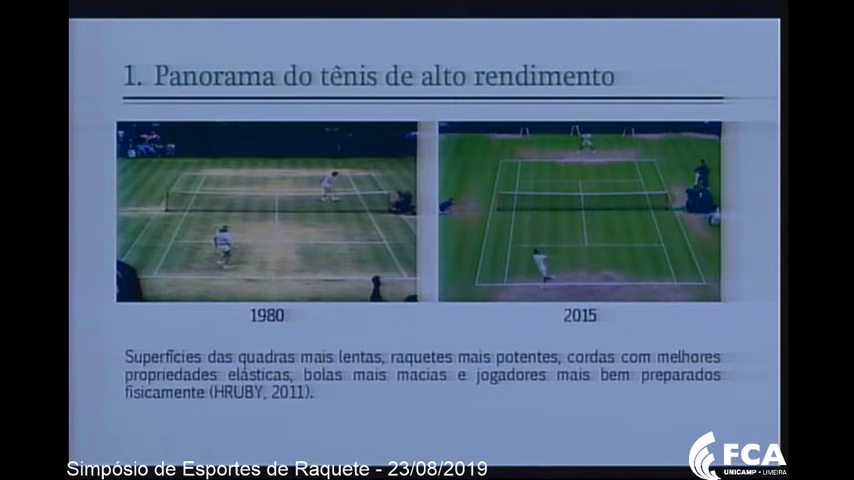 1. Panorama do tênis de alto rendimento
1980
2015
Superfícies das quadras mais lentas, raquetes mais potentes, cordas com melhores
propriedades elásticas, bolas mais macias e jogadores mais bem preparados
fisicamente (HRUBY, 2011).
Simpósio de Esportes de Raquete - 23/08/2019
FCA
UNICAMP • LIMEIRA